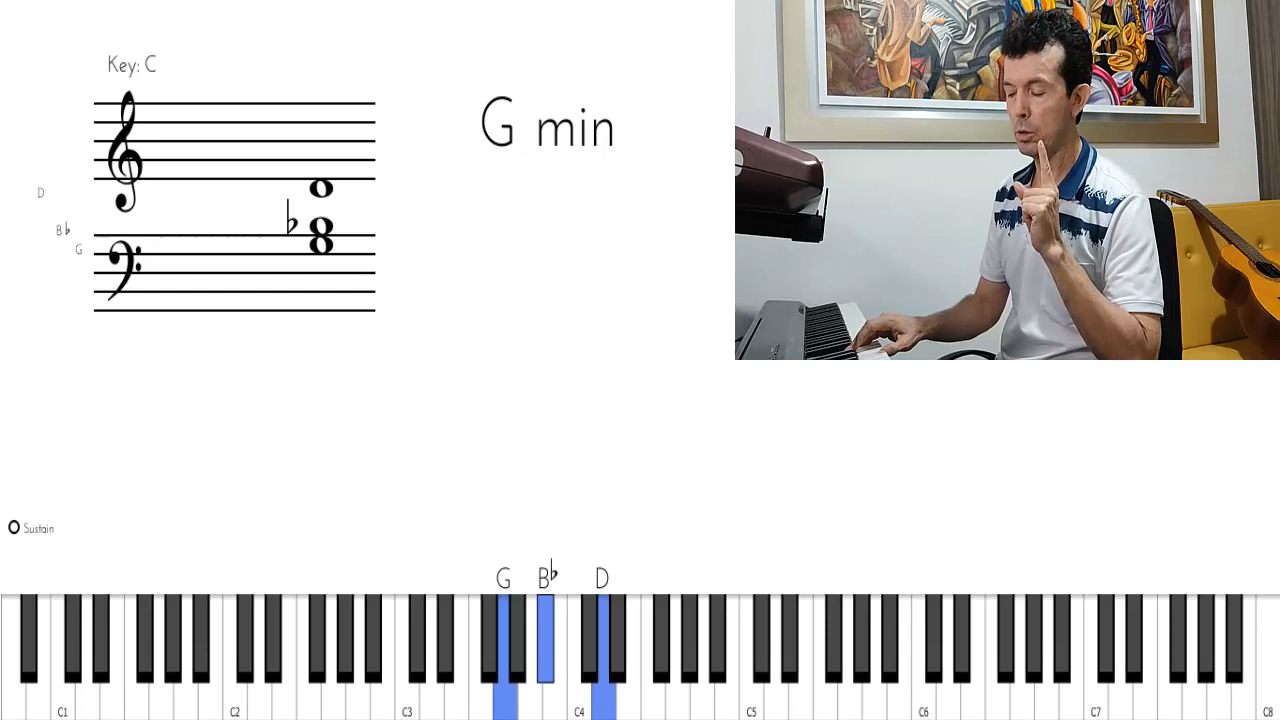 Key: C
G min
D
B♭
G
Sustain
G B♭ D
C1 C2 C3 C4 C5 C6 C7 C8